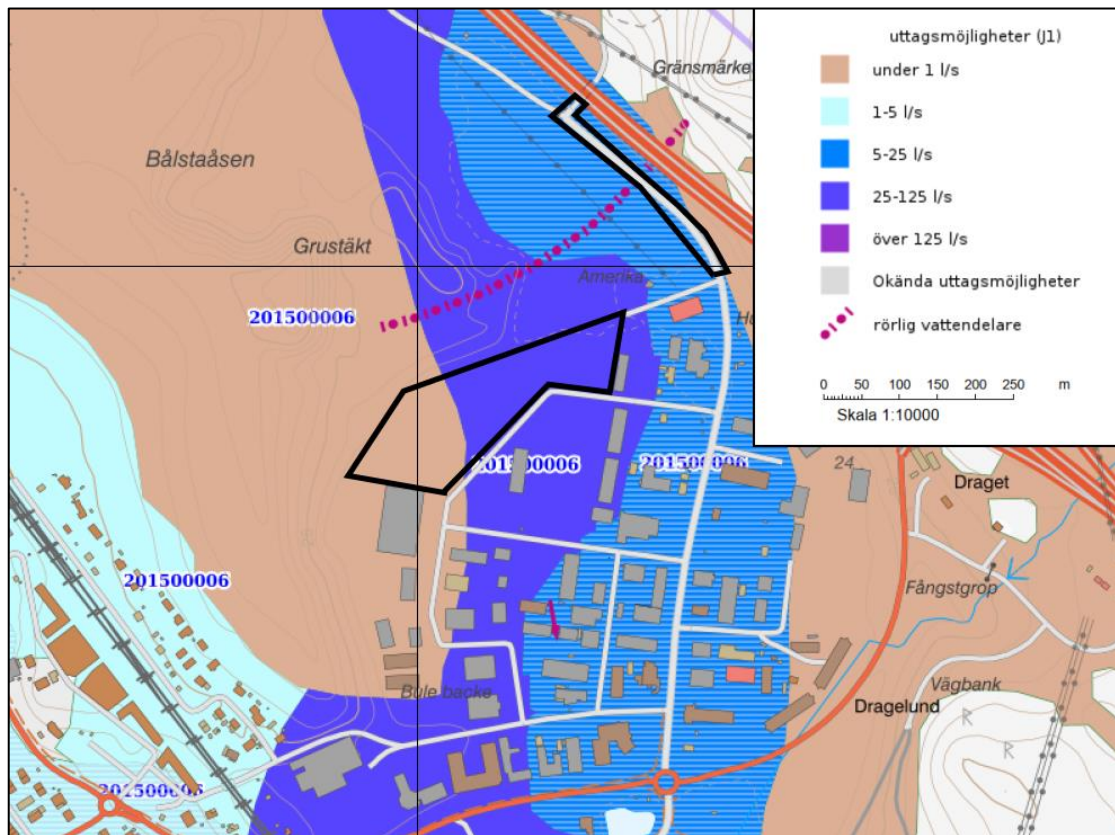 uttagsmöjligheter (J1)
under 1 l/s
1-5 l/s
5-25 l/s
25-125 l/s
över 125 l/s
Okända uttagsmöjligheter
rörlig vattendelare
0 50 100 150 200 250 m
Skala 1:10000
Gränsmärke
Bålstaåsen
Grustäkt
Amerika
201500006
201500006
201500006
24
Draget
201500006
Fångstgrop
Bule backe
Vägbank
Dragelund
R
R
201500006